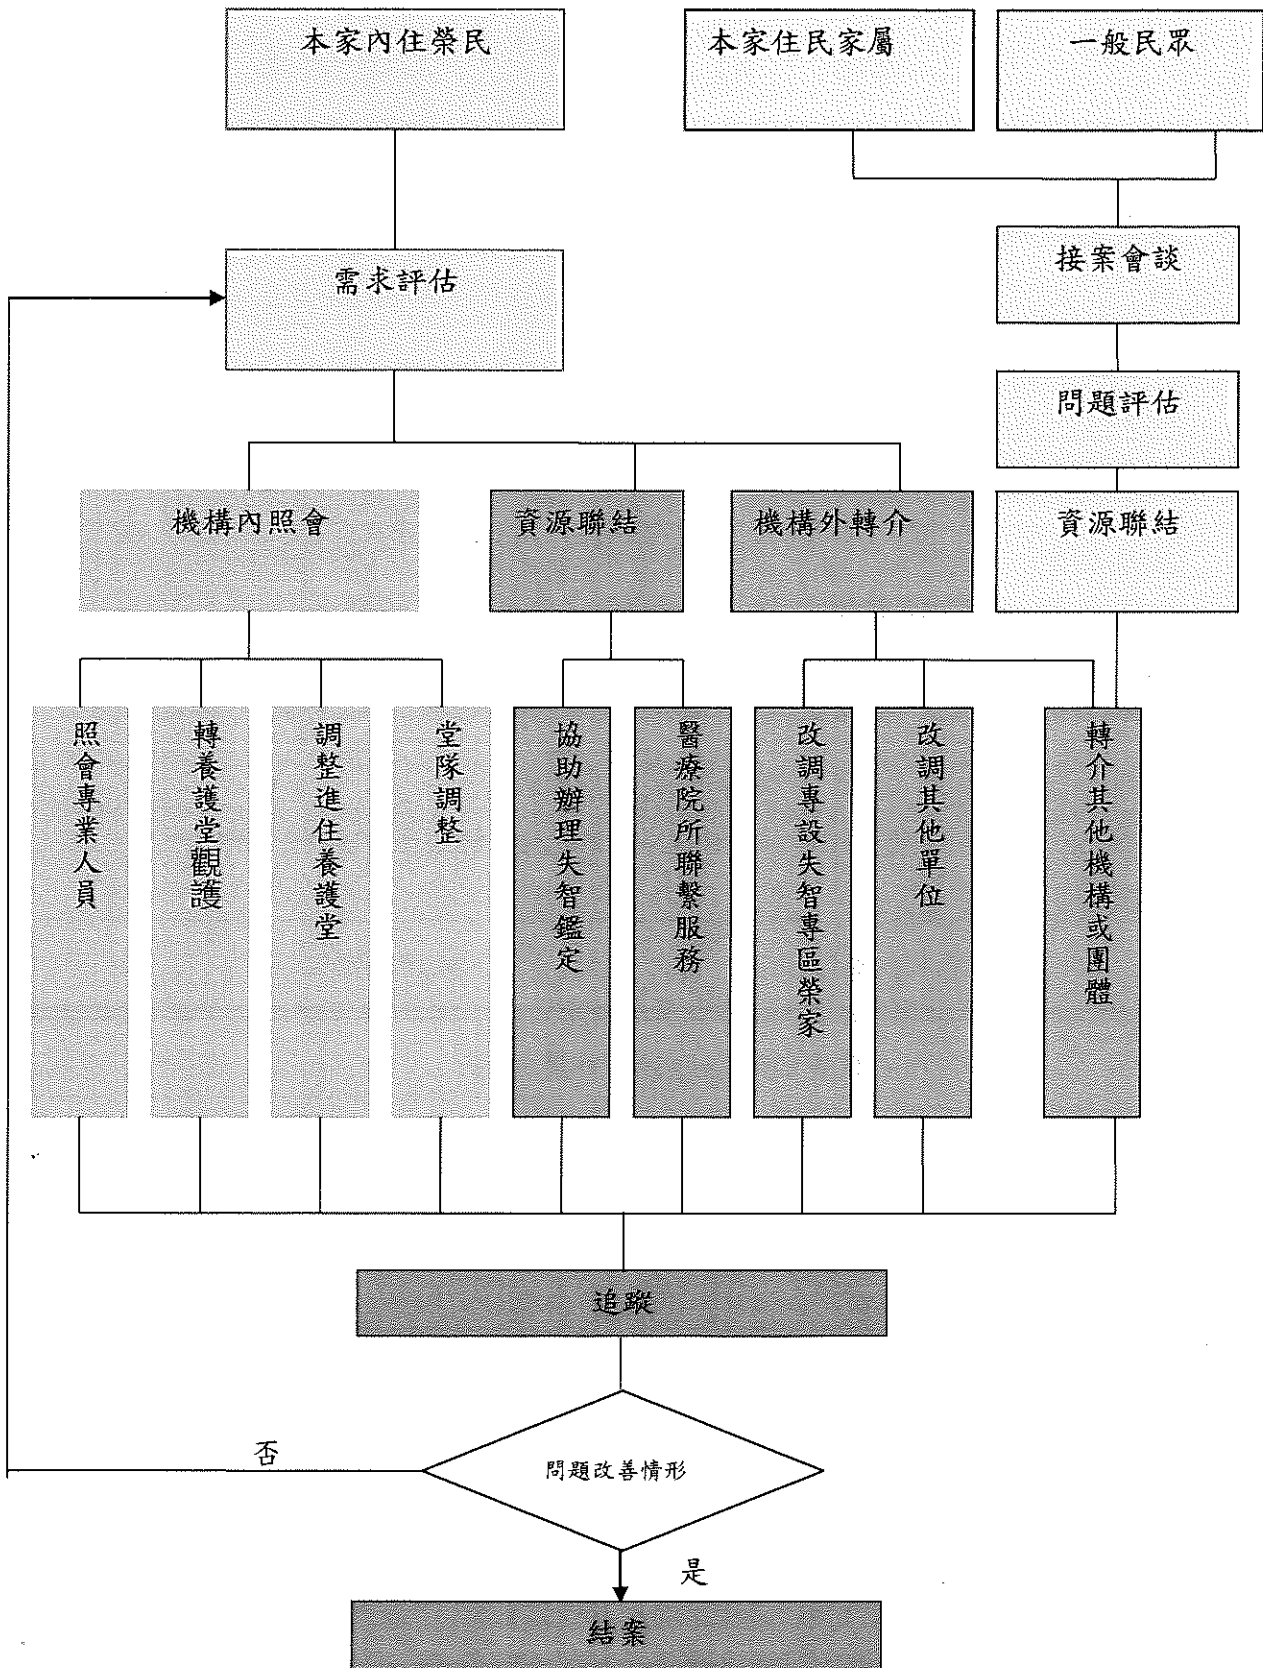 本家內住榮民
本家住民家屬
一般民眾
需求評估
接案會談
問題評估
機構內照會
資源聯結
機構外轉介
資源聯結
照會專業人員
轉養護堂觀護
調整進住養護堂
堂隊調整
協助辦理失智鑑定
醫療院所聯繫服務
改調專設失智專區榮家
改調其他單位
轉介其他機構或團體
追蹤
否
問題改善情形
是
結案